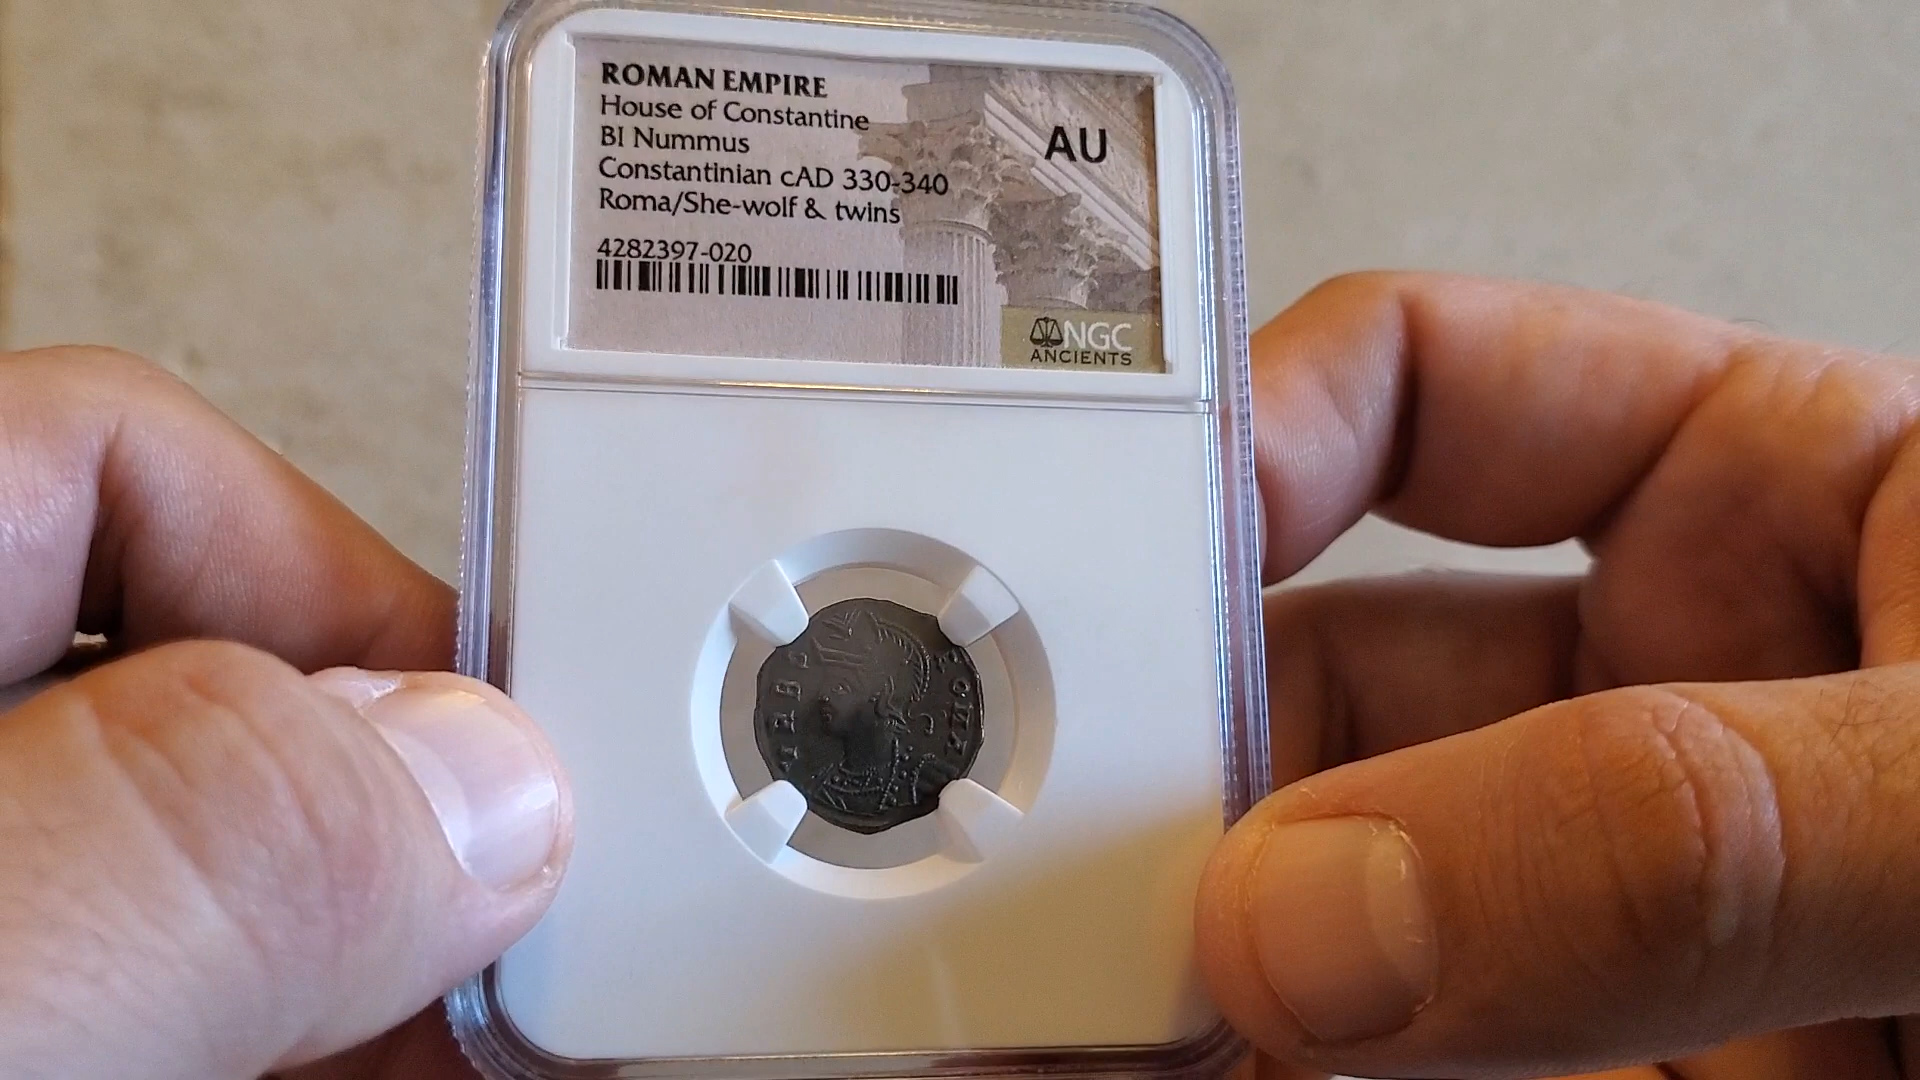 ROMAN EMPIRE
House of Constantine
BI Nummus
Constantinian cAD 330-340
Roma/She-wolf & twins
4282397-020
AU
NGC
ANCIENTS